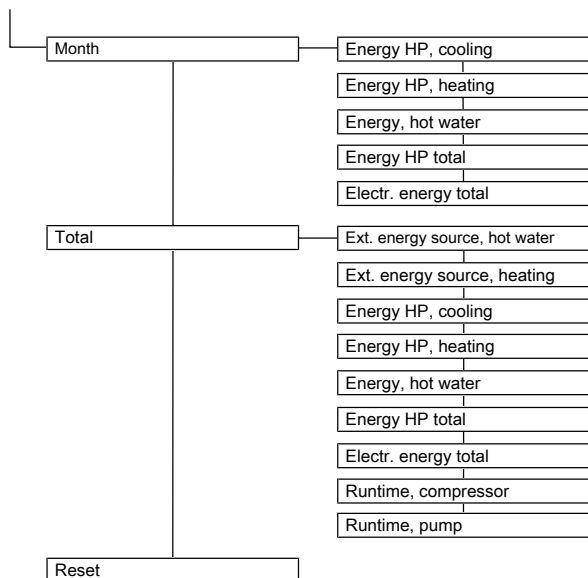 Month
Energy HP, cooling
Energy HP, heating
Energy, hot water
Energy HP total
Electr. energy total
Total
Ext. energy source, hot water
Ext. energy source, heating
Energy HP, cooling
Energy HP, heating
Energy, hot water
Energy HP total
Electr. energy total
Runtime, compressor
Runtime, pump
Reset